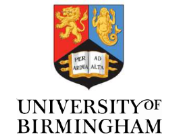 PER AD
ARDUA ALTA
UNIVERSITY OF
BIRMINGHAM